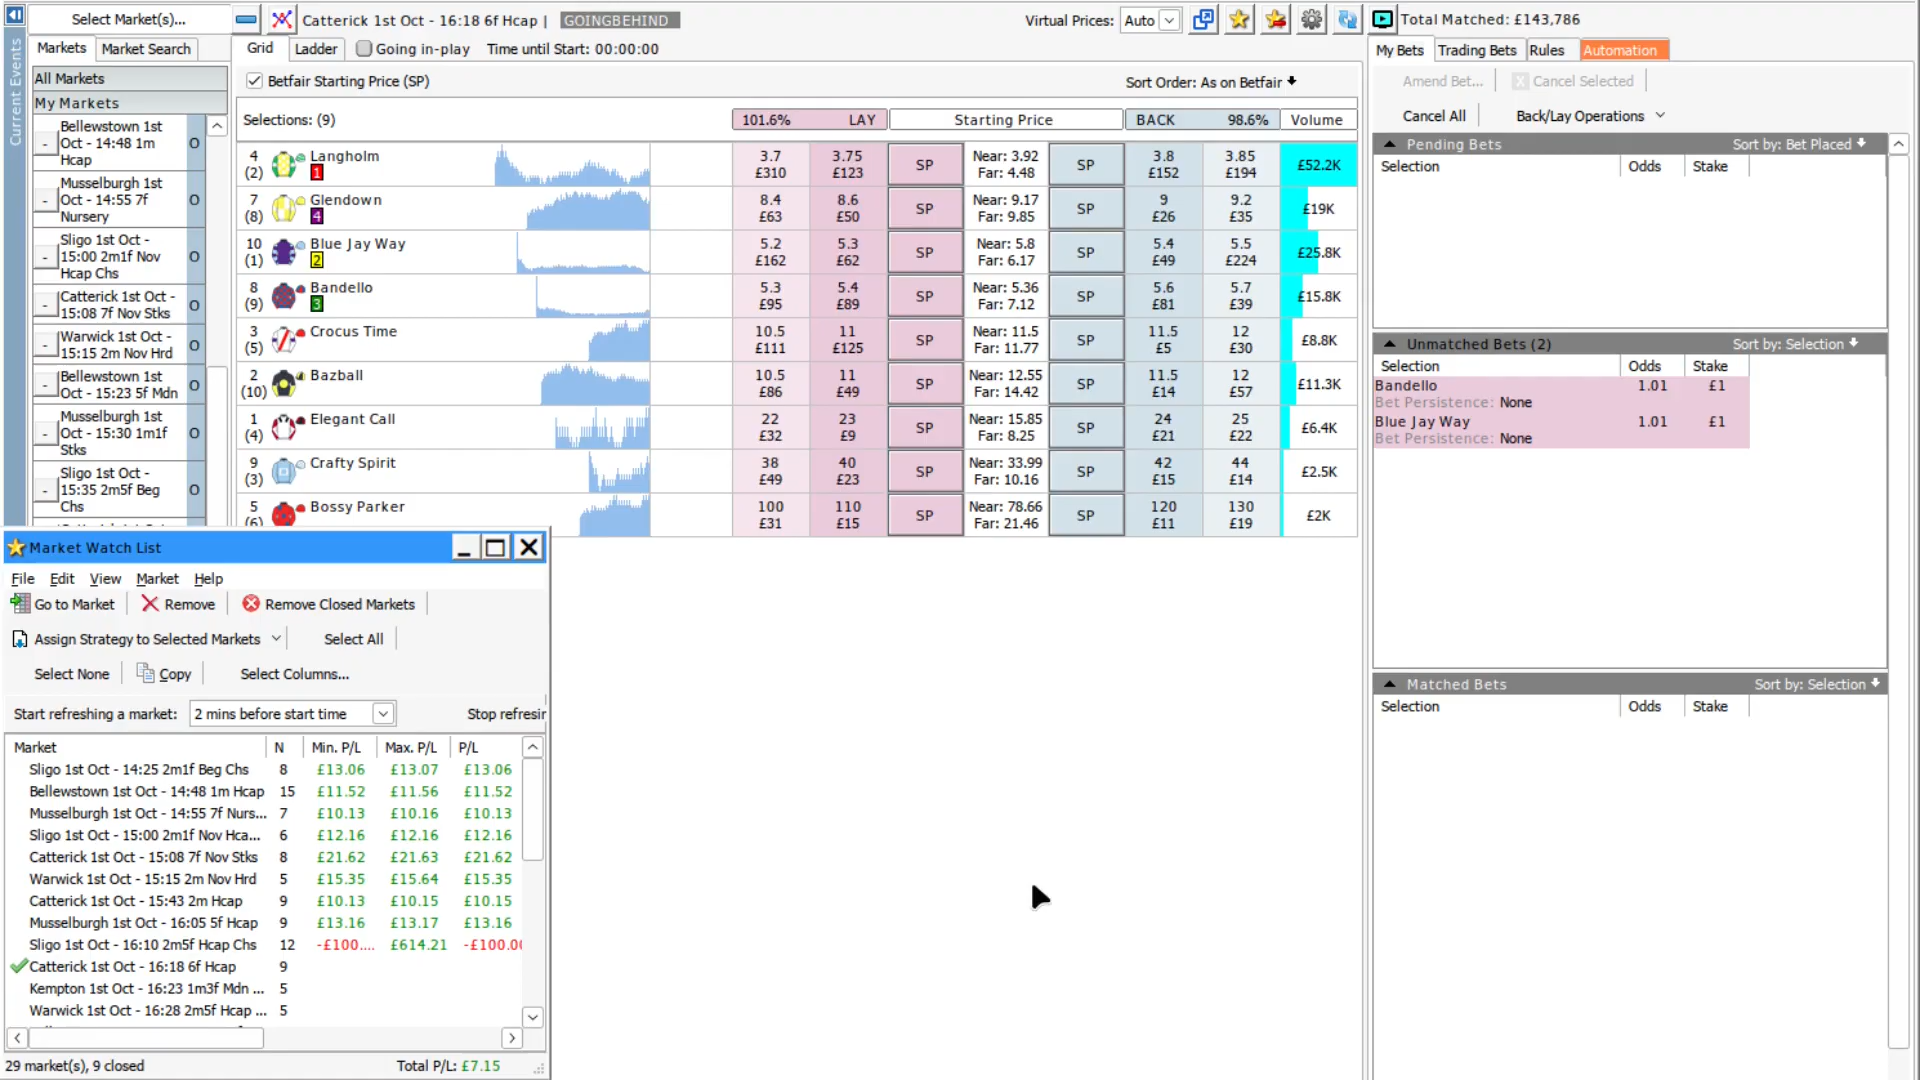 Select Market(s)...
Catterick 1st Oct - 16:18 6f Hcap |
GOINGBEHIND
Virtual Prices:
Auto
Total Matched: £143,786
Current Events
Markets
Market Search
Grid
Ladder
Going in-play
Time until Start: 00:00:00
My Bets
Trading Bets
Rules
Automation
All Markets
My Markets
Betfair Starting Price (SP)
Sort Order: As on Betfair
Amend Bet...
Cancel Selected
Cancel All
Back/Lay Operations
Bellewstown 1st
Oct - 14:48 1m
Hcap
- O
Musselburgh 1st
Oct - 14:55 7f
Nursery
- O
Sligo 1st Oct -
15:00 2m1f Nov
Hcap Chs
- O
Catterick 1st Oct -
15:08 7f Nov Stks
- O
Warwick 1st Oct -
15:15 2m Nov Hrd
- O
Bellewstown 1st
Oct - 15:23 5f Mdn
- O
Musselburgh 1st
Oct - 15:30 1m1f
Stks
- O
Sligo 1st Oct -
15:35 2m5f Beg
Chs
- O
Selections: (9)
101.6% LAY
Starting Price
BACK 98.6%
Volume
4 Langholm 3.7 3.75 SP Near: 3.92 SP 3.8 3.85 £52.2K
(2) 1 £310 £123 Far: 4.48 £152 £194
7 Glendown 8.4 8.6 SP Near: 9.17 SP 9 9.2 £19K
(8) 4 £63 £50 Far: 9.85 £26 £35
10 Blue Jay Way 5.2 5.3 SP Near: 5.8 SP 5.4 5.5 £25.8K
(1) 2 £162 £62 Far: 6.17 £49 £224
8 Bandello 5.3 5.4 SP Near: 5.36 SP 5.6 5.7 £15.8K
(9) 3 £95 £89 Far: 7.12 £81 £39
3 Crocus Time 10.5 11 SP Near: 11.5 SP 11.5 12 £8.8K
(5) £111 £125 Far: 11.77 £5 £30
2 Bazball 10.5 11 SP Near: 12.55 SP 11.5 12 £11.3K
(10) £86 £49 Far: 14.42 £14 £57
1 Elegant Call 22 23 SP Near: 15.85 SP 24 25 £6.4K
(4) £32 £9 Far: 8.25 £21 £22
9 Crafty Spirit 38 40 SP Near: 33.99 SP 42 44 £2.5K
(3) £49 £23 Far: 10.16 £15 £14
5 Bossy Parker 100 110 SP Near: 78.66 SP 120 130 £2K
(6) £31 £15 Far: 21.46 £11 £19
Pending Bets Sort by: Bet Placed
Selection Odds Stake
Unmatched Bets (2) Sort by: Selection
Selection Odds Stake
Bandello 1.01 £1
Bet Persistence: None
Blue Jay Way 1.01 £1
Bet Persistence: None
Matched Bets Sort by: Selection
Selection Odds Stake
Market Watch List
File Edit View Market Help
Go to Market Remove Remove Closed Markets
Assign Strategy to Selected Markets Select All
Select None Copy Select Columns...
Start refreshing a market: 2 mins before start time Stop refresin
Market N Min. P/L Max. P/L P/L
Sligo 1st Oct - 14:25 2m1f Beg Chs 8 £13.06 £13.07 £13.06
Bellewstown 1st Oct - 14:48 1m Hcap 15 £11.52 £11.56 £11.52
Musselburgh 1st Oct - 14:55 7f Nurs... 7 £10.13 £10.16 £10.13
Sligo 1st Oct - 15:00 2m1f Nov Hca... 6 £12.16 £12.16 £12.16
Catterick 1st Oct - 15:08 7f Nov Stks 8 £21.62 £21.63 £21.62
Warwick 1st Oct - 15:15 2m Nov Hrd 5 £15.35 £15.64 £15.35
Catterick 1st Oct - 15:43 2m Hcap 9 £10.13 £10.15 £10.15
Musselburgh 1st Oct - 16:05 5f Hcap 9 £13.16 £13.17 £13.16
Sligo 1st Oct - 16:10 2m5f Hcap Chs 12 -£100.... £614.21 -£100.00
Catterick 1st Oct - 16:18 6f Hcap 9
Kempton 1st Oct - 16:23 1m3f Mdn ... 5
Warwick 1st Oct - 16:28 2m5f Hcap ... 5
29 market(s), 9 closed Total P/L: £7.15